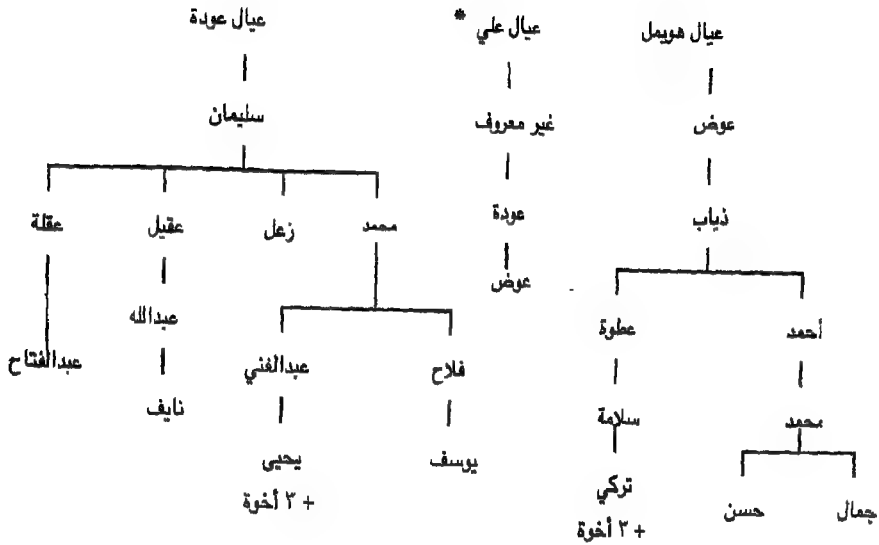 عيال هويمل
عيال علي *
عيال عودة
عوض
غير معروف
سليمان
ذياب
عودة
محمد
زعل
عقيل
عقلة
عوض
أحمد
عطوة
عبدالله
فلاح
عبدالغني
عبدالفتاح
محمد
سلامة
نايف
يوسف
يحيى
+ ٣ أخوة
جمال
حسن
تركي
+ ٣ أخوة